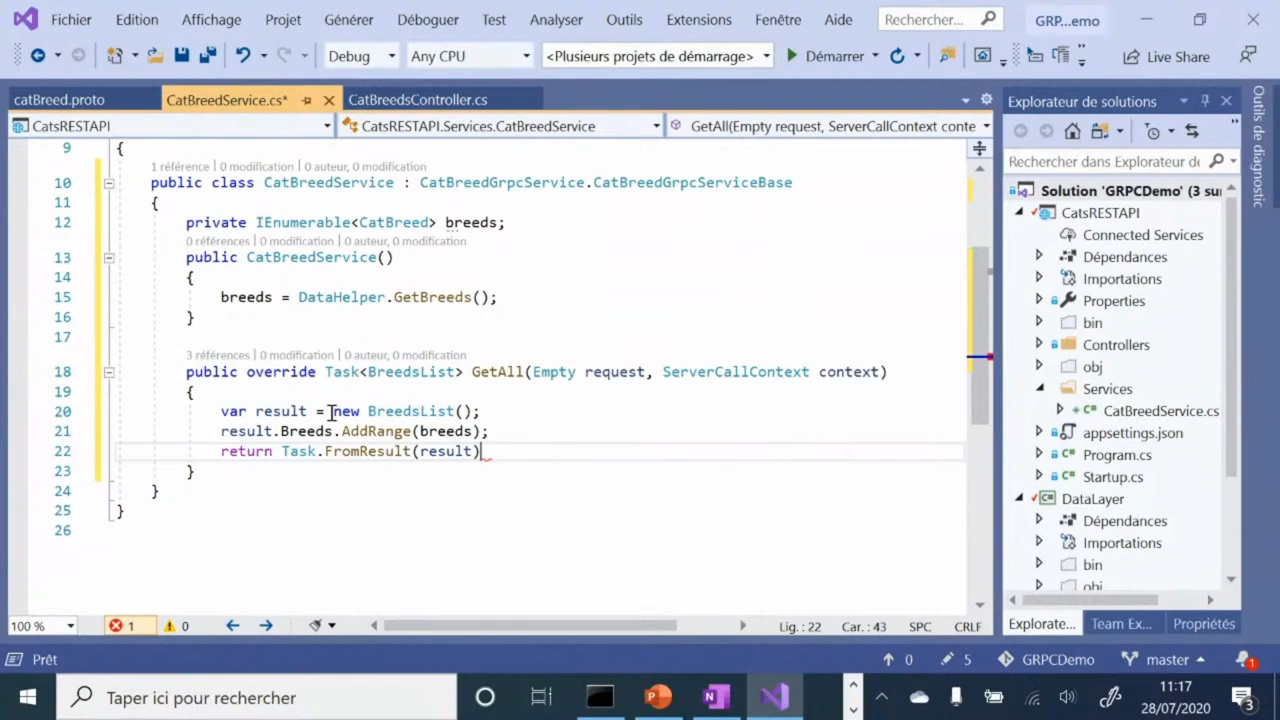 Fichier Edition Affichage Projet Générer Déboguer Test Analyser Outils Extensions Fenêtre Aide Rechercher... GRP...emo
Debug Any CPU <Plusieurs projets de démarrage> Démarrer Live Share
catBreed.proto CatBreedService.cs* CatBreedsController.cs
CatsRESTAPI CatsRESTAPI.Services.CatBreedService GetAll(Empty request, ServerCallContext conte
9 {
1 référence | 0 modification | 0 auteur, 0 modification
10 public class CatBreedService : CatBreedGrpcService.CatBreedGrpcServiceBase
11 {
12 private IEnumerable<CatBreed> breeds;
0 références | 0 modification | 0 auteur, 0 modification
13 public CatBreedService()
14 {
15 breeds = DataHelper.GetBreeds();
16 }
17
3 références | 0 modification | 0 auteur, 0 modification
18 public override Task<BreedsList> GetAll(Empty request, ServerCallContext context)
19 {
20 var result = new BreedsList();
21 result.Breeds.AddRange(breeds);
22 return Task.FromResult(result)
23 }
24 }
25 }
26
100 % 1 0 Lig. : 22 Car. : 43 SPC CRLF
Explorateur de solutions
Rechercher dans Explorateur de
Solution 'GRPCDemo' (3 sur
CatsRESTAPI
Connected Services
Dépendances
Importations
Properties
bin
Controllers
obj
Services
CatBreedService.cs
appsettings.json
Program.cs
Startup.cs
DataLayer
Dépendances
Importations
bin
obj
Explorate... Team Ex... Propriétés
Outils de diagnostic
Prêt 0 5 GRPCDemo master 1
Taper ici pour rechercher
11:17
28/07/2020
3